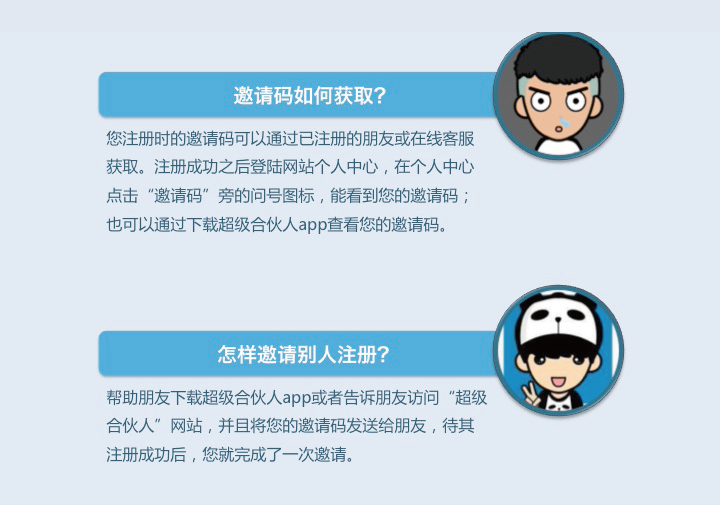 邀请码如何获取?
您注册时的邀请码可以通过已注册的朋友或在线客服
获取。注册成功之后登陆网站个人中心，在个人中心
点击“邀请码”旁的问号图标，能看到您的邀请码；
也可以通过下载超级合伙人app查看您的邀请码。
怎样邀请别人注册?
帮助朋友下载超级合伙人app或者告诉朋友访问“超级
合伙人”网站，并且将您的邀请码发送给朋友，待其
注册成功后，您就完成了一次邀请。